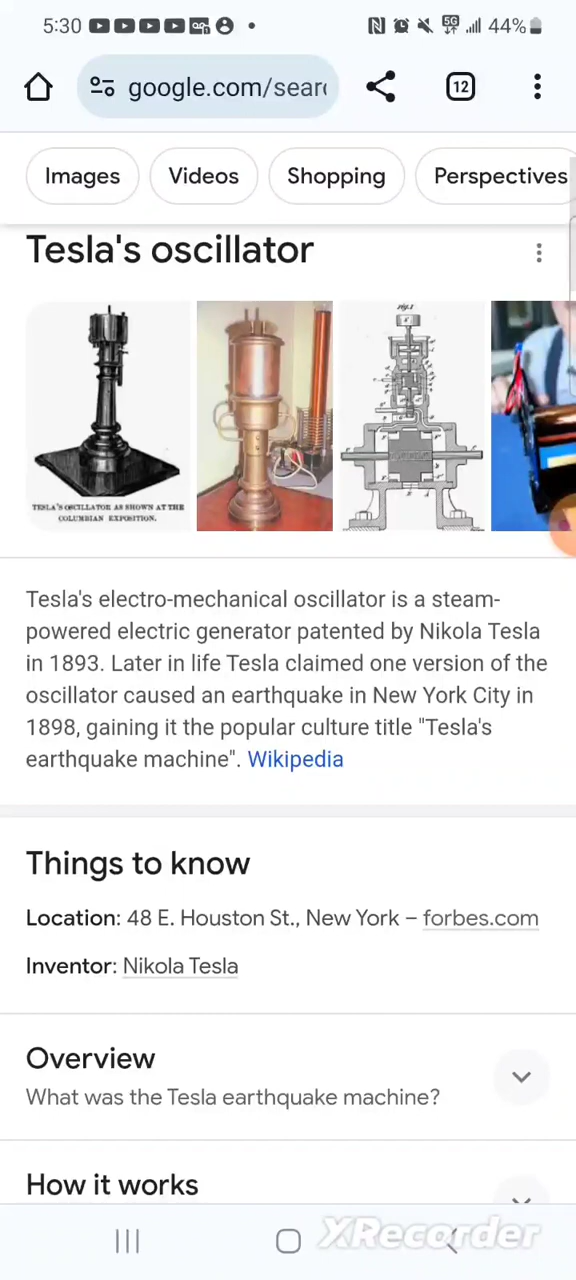 5:30
5G
44%
google.com/sear
12
Images
Videos
Shopping
Perspectives
Tesla's oscillator
TESLA'S OSCILLATOR AS SHOWN AT THE
COLUMBIAN EXPOSITION.
Tesla's electro-mechanical oscillator is a steam-
powered electric generator patented by Nikola Tesla
in 1893. Later in life Tesla claimed one version of the
oscillator caused an earthquake in New York City in
1898, gaining it the popular culture title "Tesla's
earthquake machine". Wikipedia
Things to know
Location: 48 E. Houston St., New York – forbes.com
Inventor: Nikola Tesla
Overview
What was the Tesla earthquake machine?
How it works
XRecorder